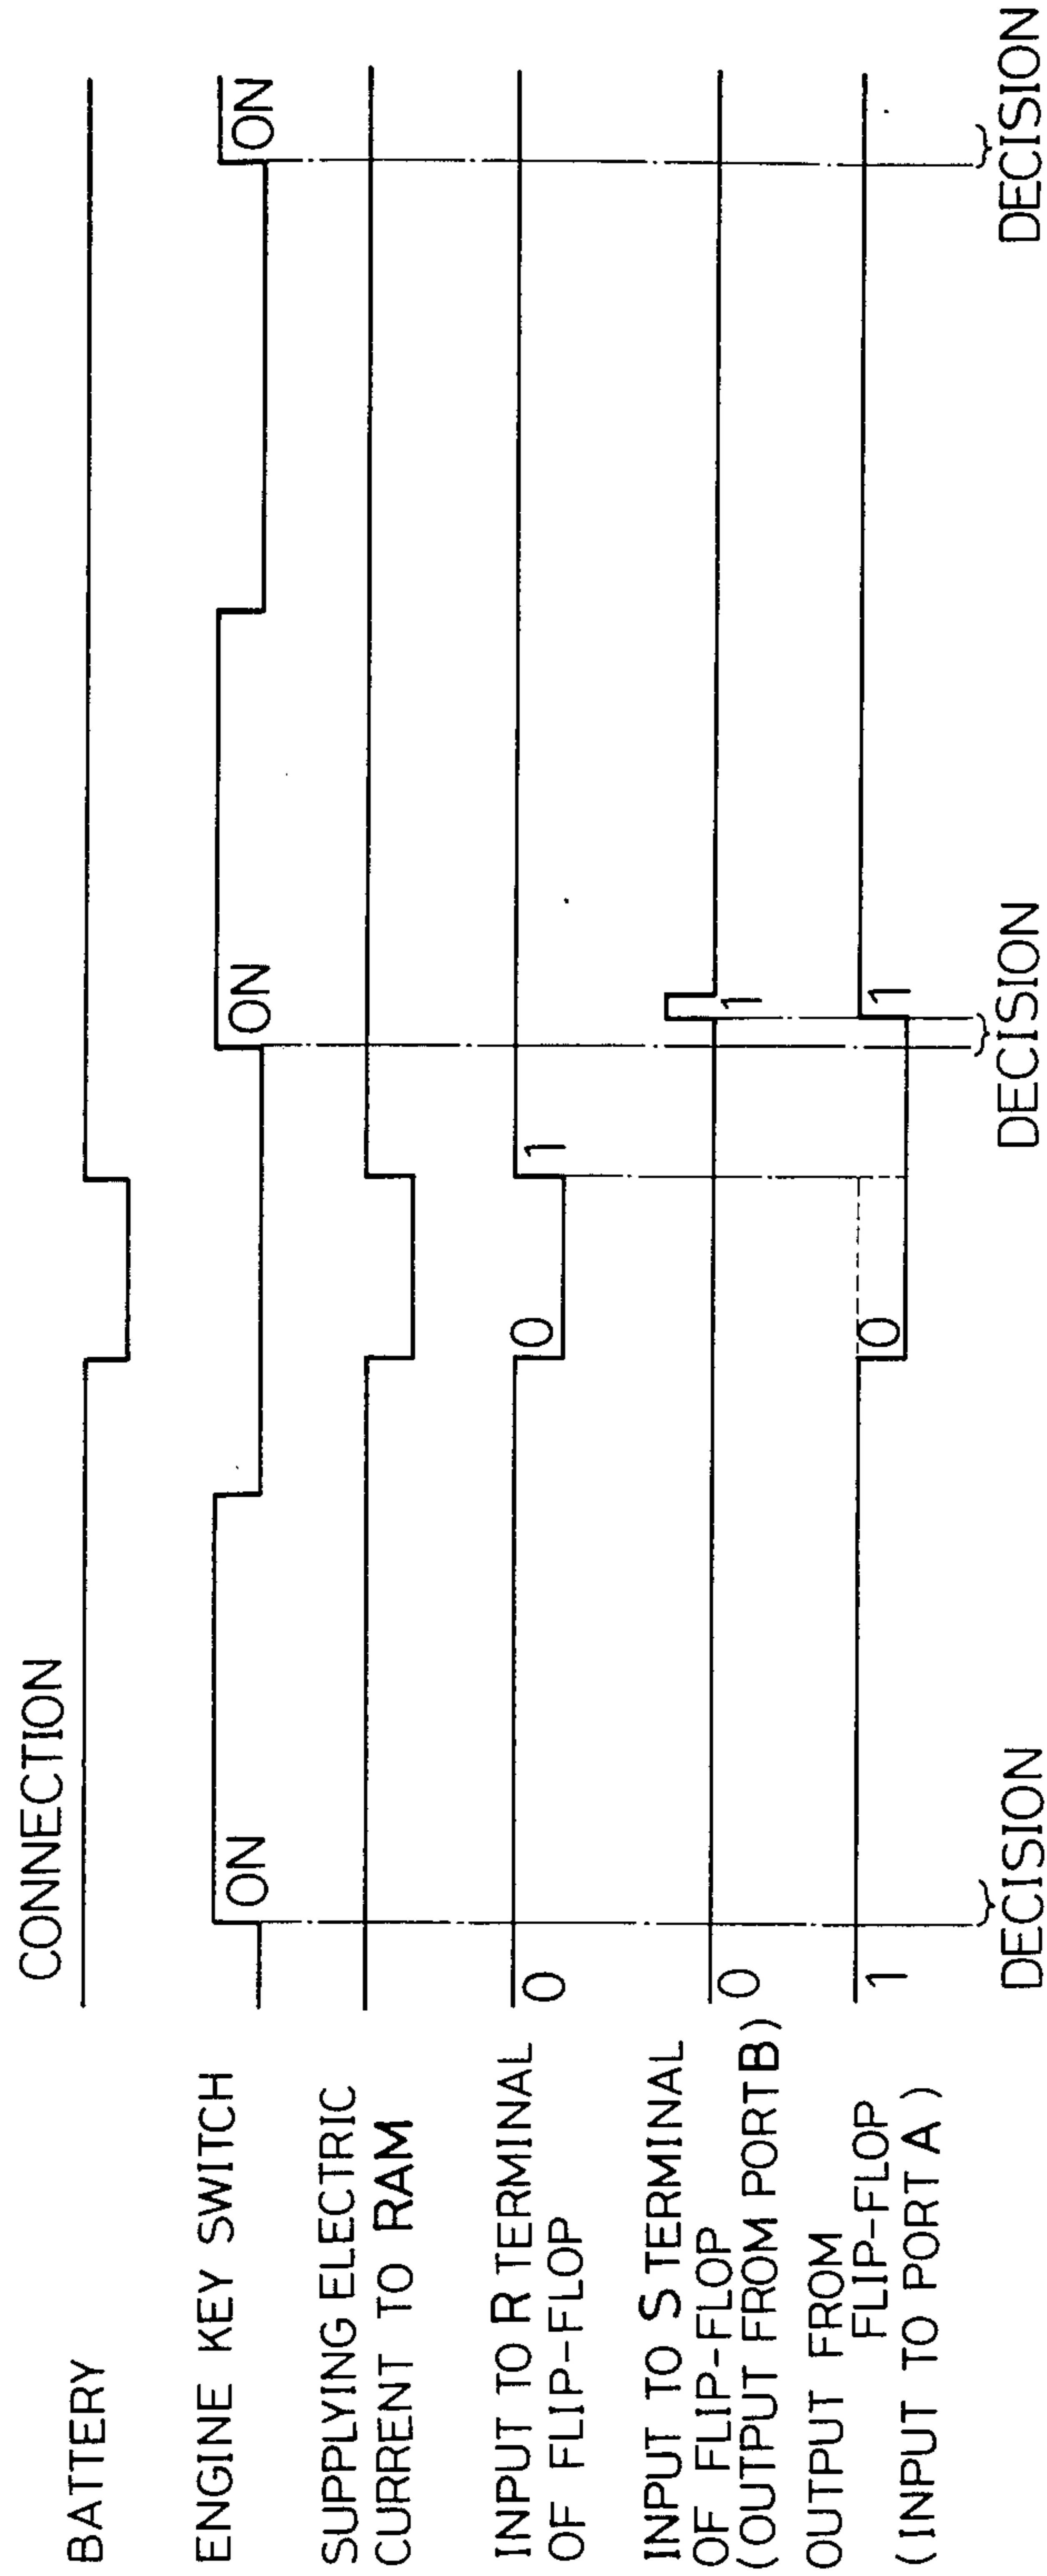 CONNECTION
BATTERY
ENGINE KEY SWITCH
ON
ON
ON
SUPPLYING ELECTRIC
CURRENT TO RAM
INPUT TO R TERMINAL
OF FLIP-FLOP
0
0
1
INPUT TO S TERMINAL
OF FLIP-FLOP
(OUTPUT FROM PORT B)
0
1
OUTPUT FROM
FLIP-FLOP
(INPUT TO PORT A)
1
0
1
DECISION
DECISION
DECISION